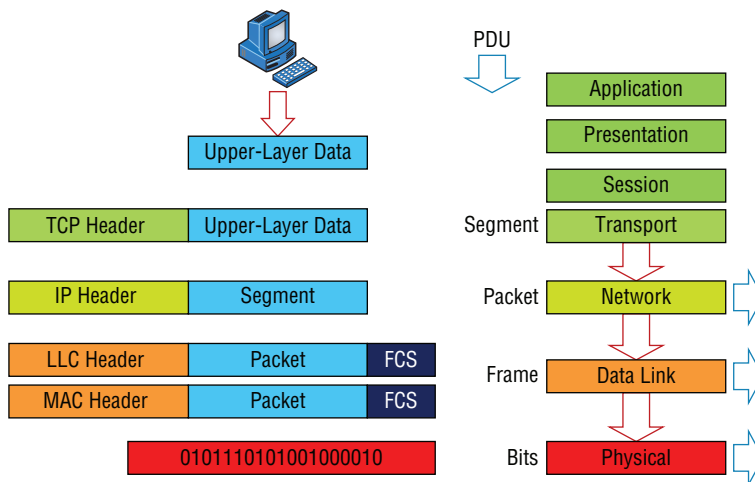 PDU
Application
Presentation
Upper-Layer Data
Session
TCP Header Upper-Layer Data
Segment Transport
IP Header Segment
Packet Network
LLC Header Packet FCS
Frame Data Link
MAC Header Packet FCS
0101110101001000010
Bits Physical